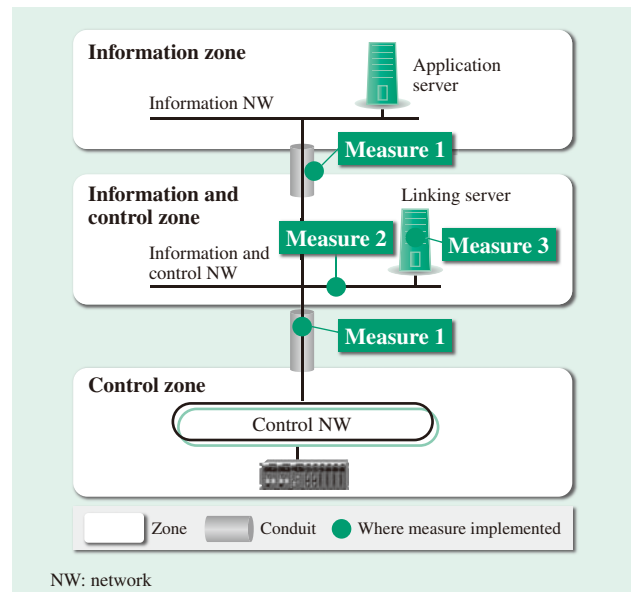 Information zone
Application
server
Information NW
Measure 1
Information and
control zone
Linking server
Measure 2
Measure 3
Information and
control NW
Measure 1
Control zone
Control NW
Zone
Conduit
Where measure implemented
NW: network